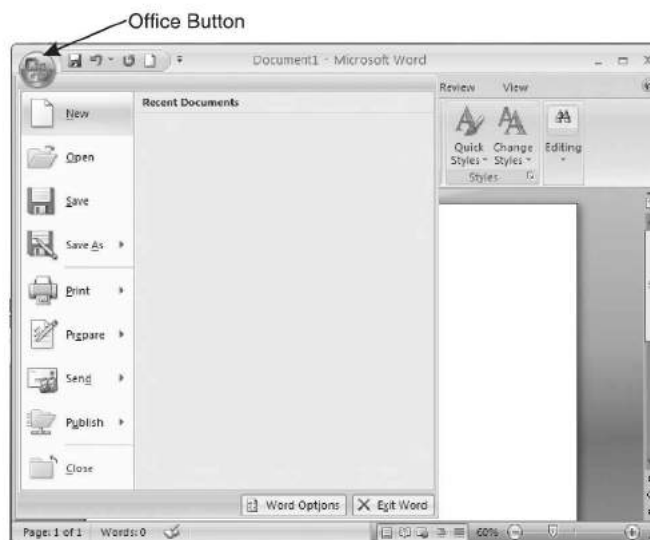 Office Button
Document1 - Microsoft Word
Review View
New
Recent Documents
Open
Save
Save As
Print
Prepare
Send
Publish
Close
Quick Styles
Change Styles
Editing
Styles
Word Options
Exit Word
Page: 1 of 1 Words: 0
60%